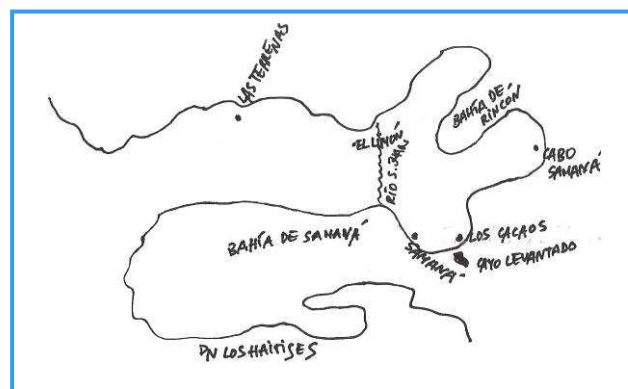 LAS TERRENAS
BAHÍA DE
RINCÓN
"EL LIMÓN"
RÍO S. JUAN
CABO
SAMANÁ
BAHÍA DE SAMANÁ
SAMANÁ
LOS CACAOS
CAYO LEVANTADO
PN LOS HAITISES